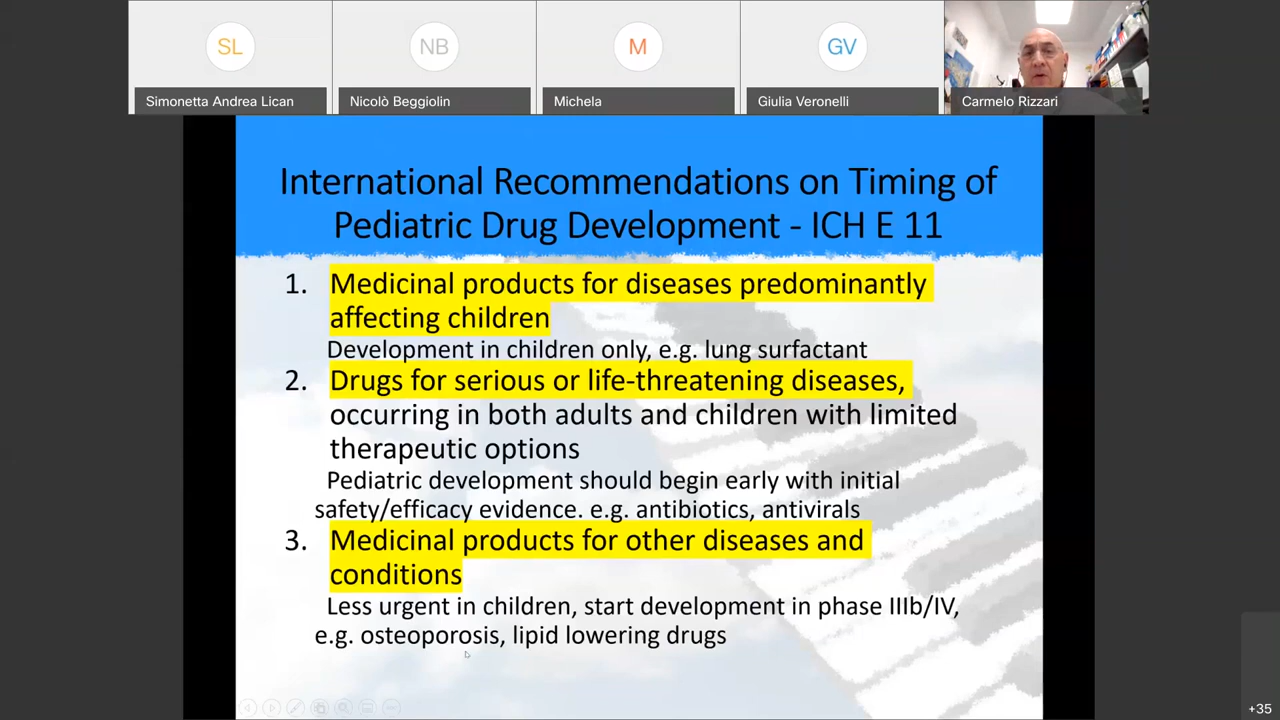 SL
NB
M
GV
Simonetta Andrea Lican
Nicolò Beggiolin
Michela
Giulia Veronelli
Carmelo Rizzari
International Recommendations on Timing of
Pediatric Drug Development - ICH E 11
1. Medicinal products for diseases predominantly
affecting children
Development in children only, e.g. lung surfactant
2. Drugs for serious or life-threatening diseases,
occurring in both adults and children with limited
therapeutic options
Pediatric development should begin early with initial
safety/efficacy evidence. e.g. antibiotics, antivirals
3. Medicinal products for other diseases and
conditions
Less urgent in children, start development in phase IIIb/IV,
e.g. osteoporosis, lipid lowering drugs
+35